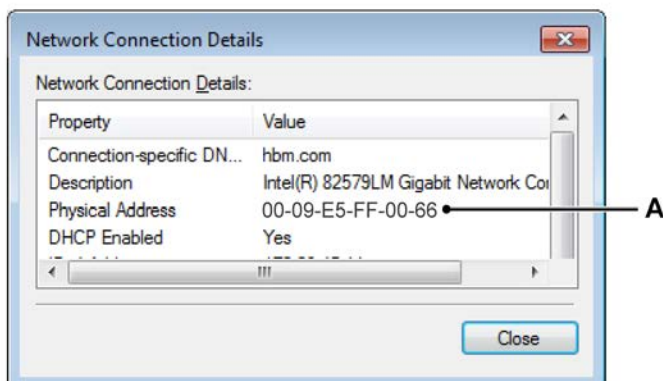 Network Connection Details
Network Connection Details:
Property Value
Connection-specific DN... hbm.com
Description Intel(R) 82579LM Gigabit Network Co
Physical Address 00-09-E5-FF-00-66 A
DHCP Enabled Yes
Close